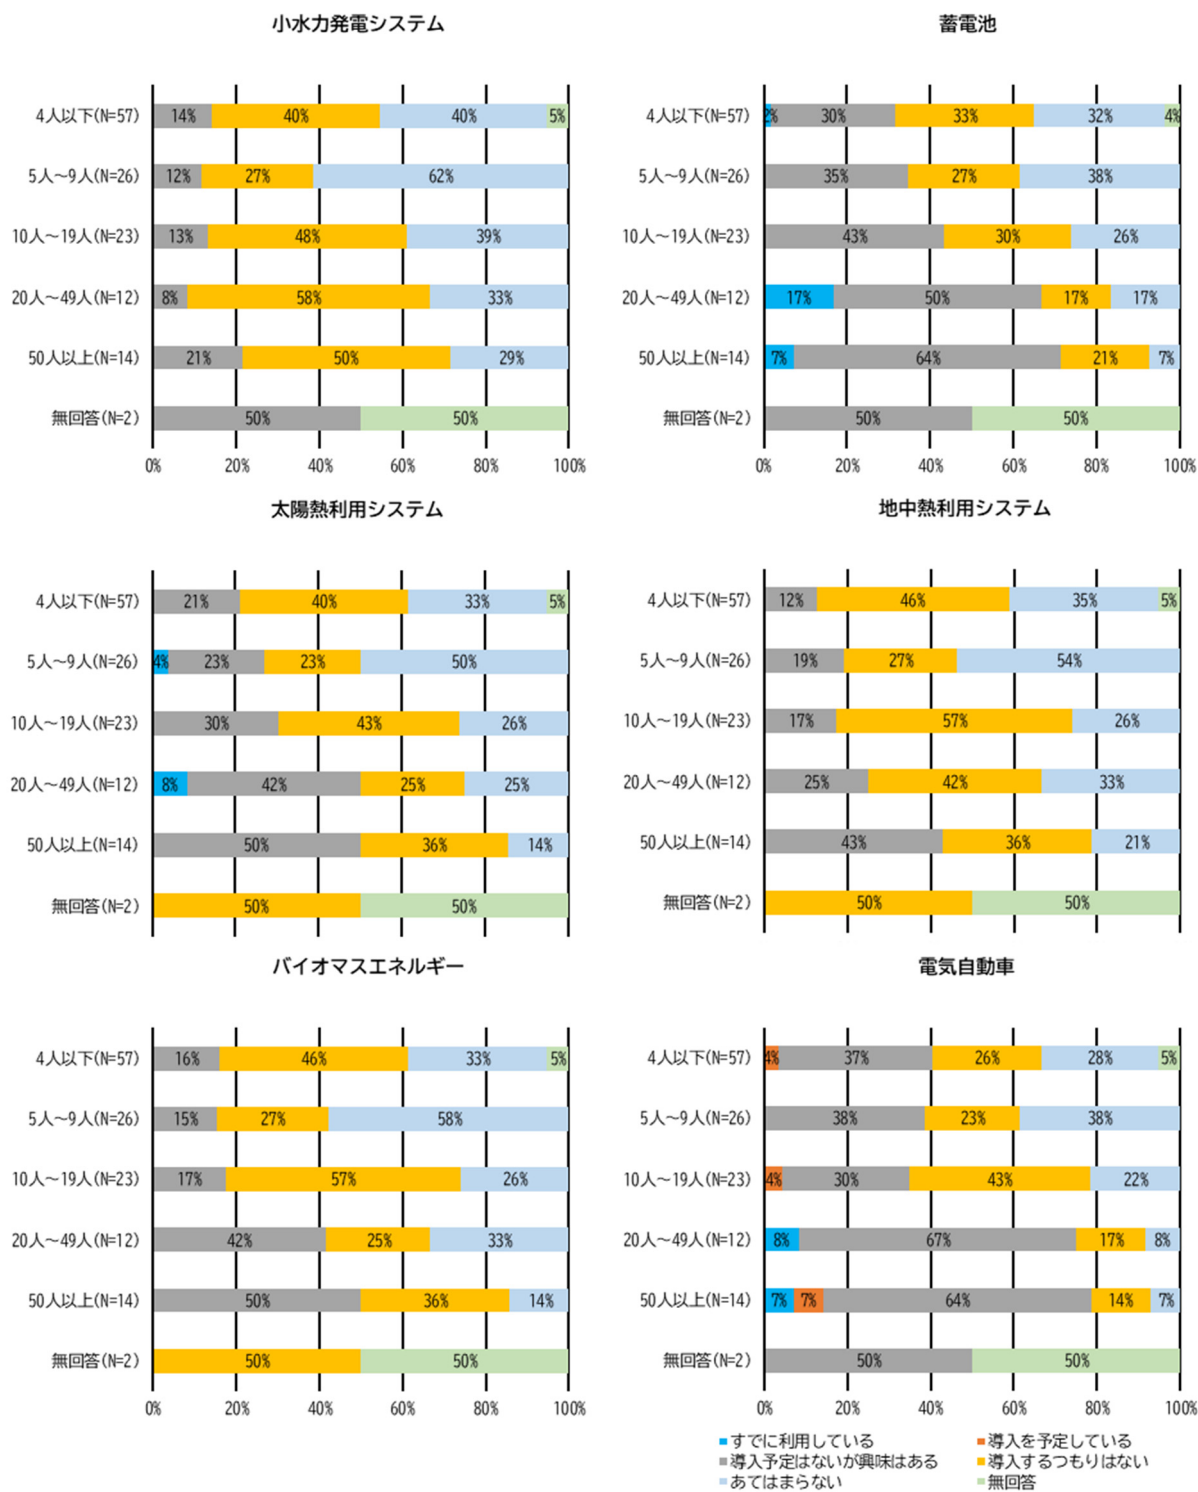 小水力発電システム
4人以下(N=57) 14% 40% 40% 5%
5人～9人(N=26) 12% 27% 62%
10人～19人(N=23) 13% 48% 39%
20人～49人(N=12) 8% 58% 33%
50人以上(N=14) 21% 50% 29%
無回答(N=2) 50% 50%
0% 20% 40% 60% 80% 100%
蓄電池
4人以下(N=57) 2% 30% 33% 32% 4%
5人～9人(N=26) 35% 27% 38%
10人～19人(N=23) 43% 30% 26%
20人～49人(N=12) 17% 50% 17% 17%
50人以上(N=14) 7% 64% 21% 7%
無回答(N=2) 50% 50%
0% 20% 40% 60% 80% 100%
太陽熱利用システム
4人以下(N=57) 21% 40% 33% 5%
5人～9人(N=26) 4% 23% 23% 50%
10人～19人(N=23) 30% 43% 26%
20人～49人(N=12) 8% 42% 25% 25%
50人以上(N=14) 50% 36% 14%
無回答(N=2) 50% 50%
地中熱利用システム
4人以下(N=57) 12% 46% 35% 5%
5人～9人(N=26) 19% 27% 54%
10人～19人(N=23) 17% 57% 26%
20人～49人(N=12) 25% 42% 33%
50人以上(N=14) 43% 36% 21%
無回答(N=2) 50% 50%
バイオマスエネルギー
4人以下(N=57) 16% 46% 33% 5%
5人～9人(N=26) 15% 27% 58%
10人～19人(N=23) 17% 57% 26%
20人～49人(N=12) 42% 25% 33%
50人以上(N=14) 50% 36% 14%
無回答(N=2) 50% 50%
0% 20% 40% 60% 80% 100%
電気自動車
4人以下(N=57) 4% 37% 26% 28% 5%
5人～9人(N=26) 38% 23% 38%
10人～19人(N=23) 4% 30% 43% 22%
20人～49人(N=12) 8% 67% 17% 8%
50人以上(N=14) 7% 7% 64% 14% 7%
無回答(N=2) 50% 50%
0% 20% 40% 60% 80% 100%
すでに利用している 導入を予定している
導入予定はないが興味はある 導入するつもりはない
あてはまらない 無回答